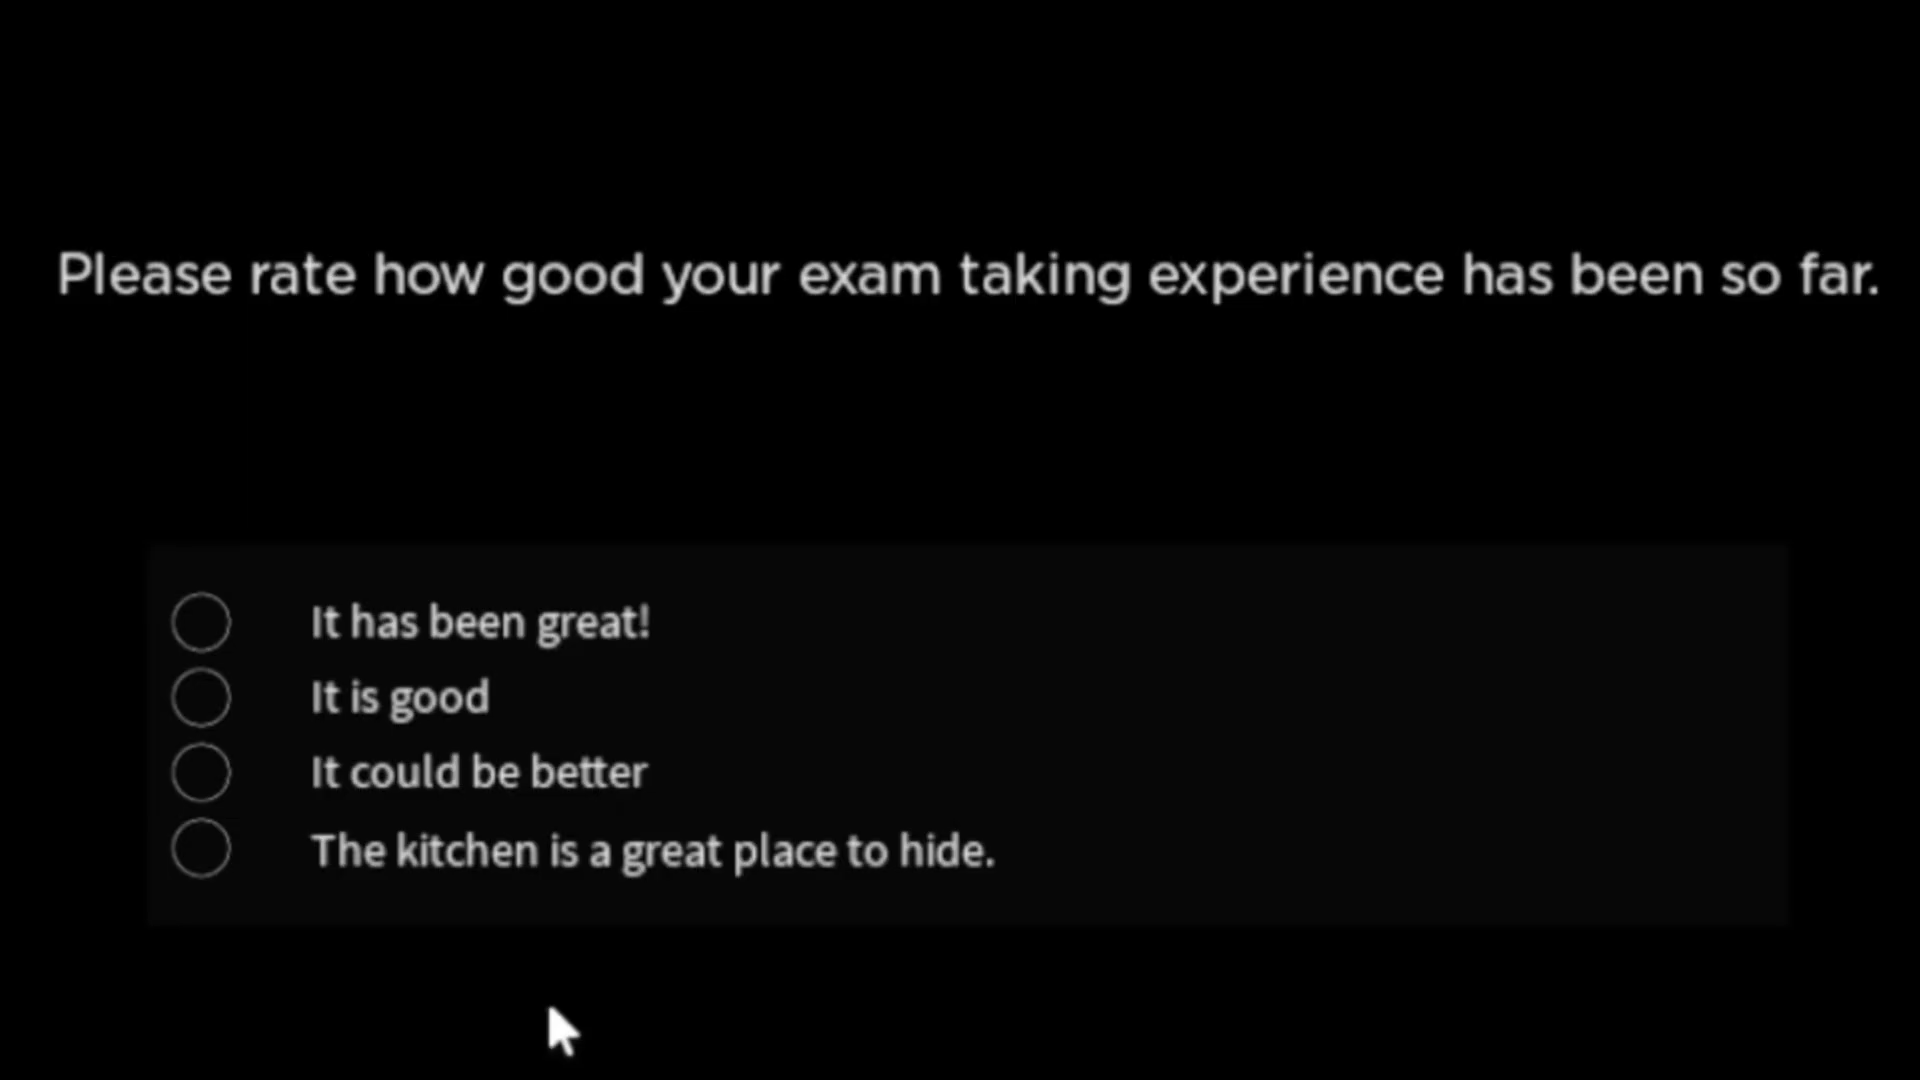 Please rate how good your exam taking experience has been so far.
It has been great!
It is good
It could be better
The kitchen is a great place to hide.